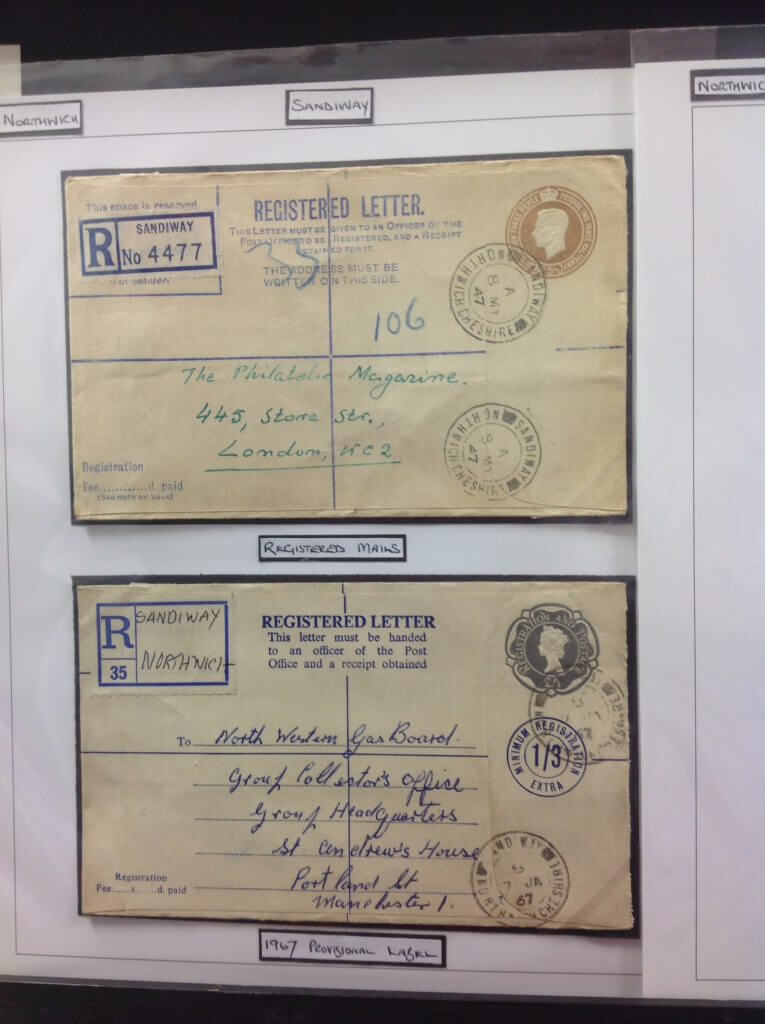 NORTHWICH
SANDIWAY
NORTHWIC
This space is reserved
R
SANDIWAY
No 4477
REGISTERED LETTER.
THIS LETTER MUST BE GIVEN TO AN OFFICER OF THE
POST OFFICE TO BE REGISTERED, AND A RECEIPT
OBTAINED FOR IT.
THE ADDRESS MUST BE
WRITTEN ON THIS SIDE.
SANDIWAY
NORTHWICH CHESHIRE
A
8 MY
47
106
The Philatelic Magazine.
445, Store Str.,
London, WC2
SANDIWAY
NORTHWICH CHESHIRE
A
8 MY
47
Registration
Fee............d. paid
(See note on back)
REGISTERED MAILS
R
35
SANDIWAY
NORTHWICH
REGISTERED LETTER
This letter must be handed
to an officer of the Post
Office and a receipt obtained
REGISTRATION AND POSTAGE
MINIMUM REGISTRATION
1/3
EXTRA
To North Western Gas Board.
Group Collector's Office
Group Headquarters
St Andrew's House
Portland St
Manchester 1.
JA
67
Registration
Fee......s......d. paid
1967 PROVISIONAL LABEL